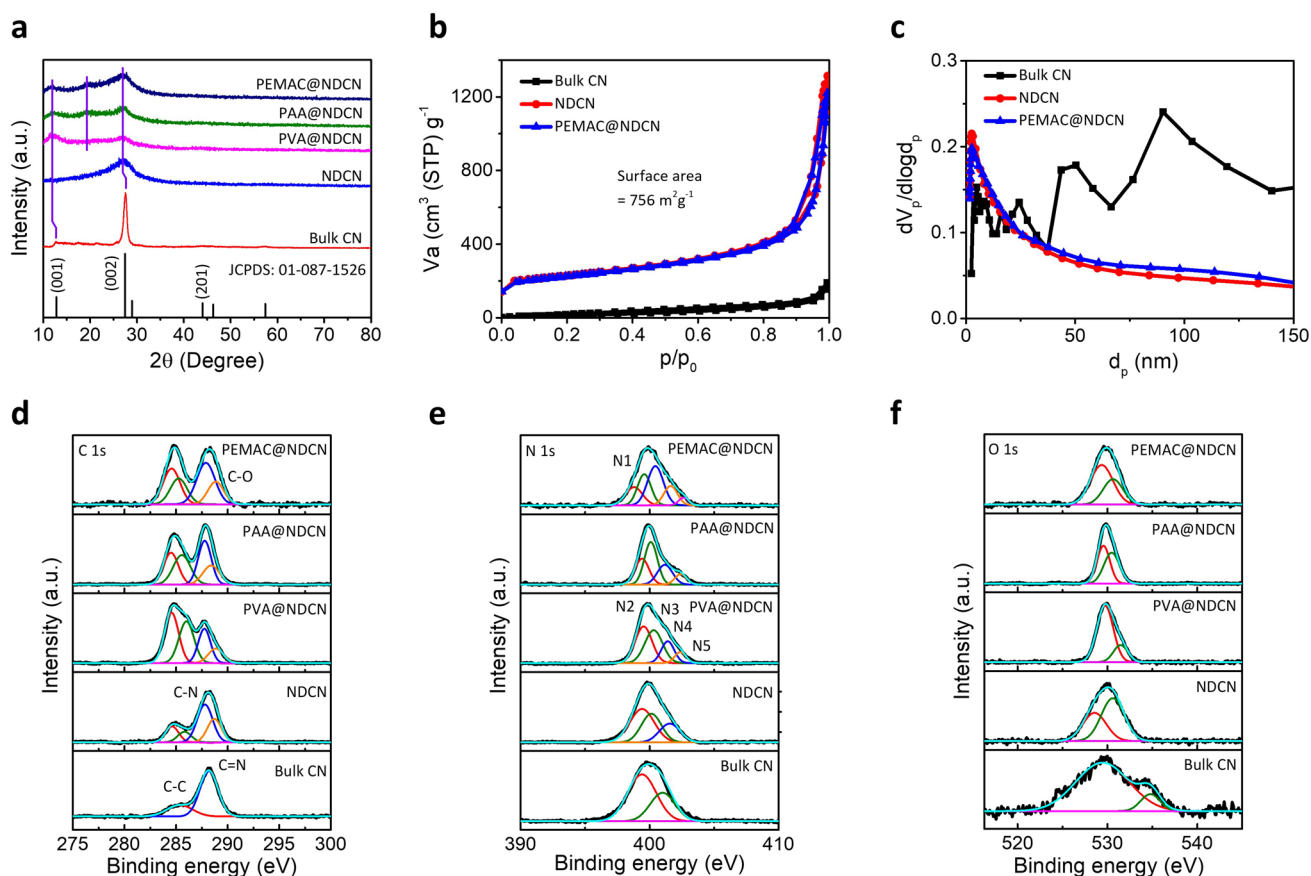 a
PEMAC@NDCN
PAA@NDCN
PVA@NDCN
NDCN
Bulk CN
JCPDS: 01-087-1526
(001)
(002)
(201)
10 20 30 40 50 60 70 80
2θ (Degree)
Intensity (a.u.)
b
Bulk CN
NDCN
PEMAC@NDCN
Surface area
= 756 m²g⁻¹
1200
1000
800
600
400
200
0
0.0 0.2 0.4 0.6 0.8 1.0
p/p₀
Va (cm³ (STP) g⁻¹
c
Bulk CN
NDCN
PEMAC@NDCN
0.3
0.2
0.1
0.0
0 50 100 150
dₚ (nm)
dVₚ/dlogdₚ
d
C 1s
PEMAC@NDCN
C-O
PAA@NDCN
PVA@NDCN
C-N
NDCN
C=N
Bulk CN
C-C
275 280 285 290 295 300
Binding energy (eV)
Intensity (a.u.)
e
N 1s
N1
PEMAC@NDCN
PAA@NDCN
N2
N3
PVA@NDCN
N4
N5
NDCN
Bulk CN
390 400 410
Binding energy (eV)
Intensity (a.u.)
f
O 1s
PEMAC@NDCN
PAA@NDCN
PVA@NDCN
NDCN
Bulk CN
520 530 540
Binding energy (eV)
Intensity (a.u.)